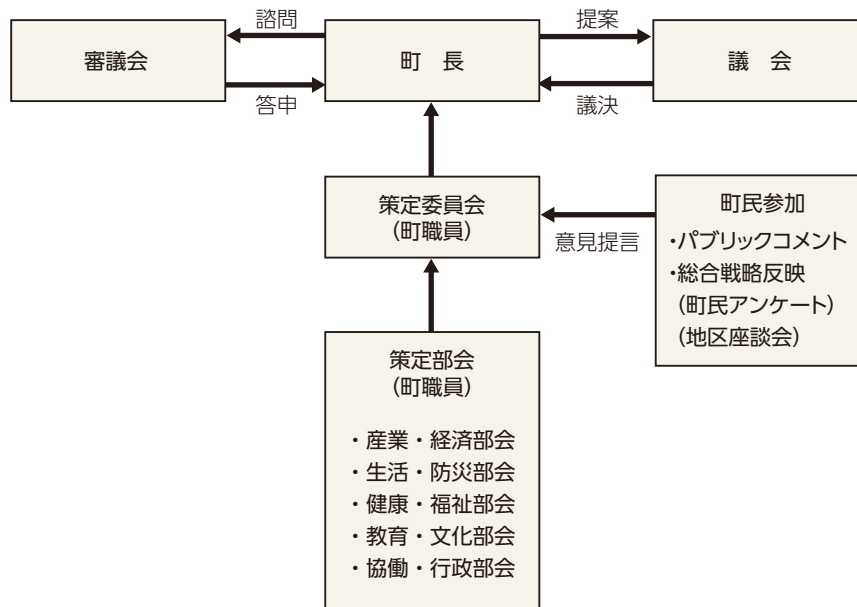 諮問
提案
審議会
町　長
議　会
答申
議決
策定委員会
（町職員）
意見提言
町民参加
・パブリックコメント
・総合戦略反映
（町民アンケート）
（地区座談会）
策定部会
（町職員）
・産業・経済部会
・生活・防災部会
・健康・福祉部会
・教育・文化部会
・協働・行政部会